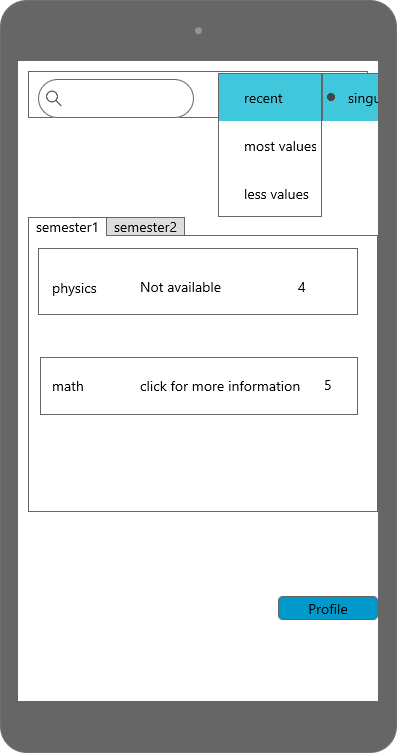 recent
singu
most values
less values
semester1 semester2
physics Not available 4
math click for more information 5
Profile